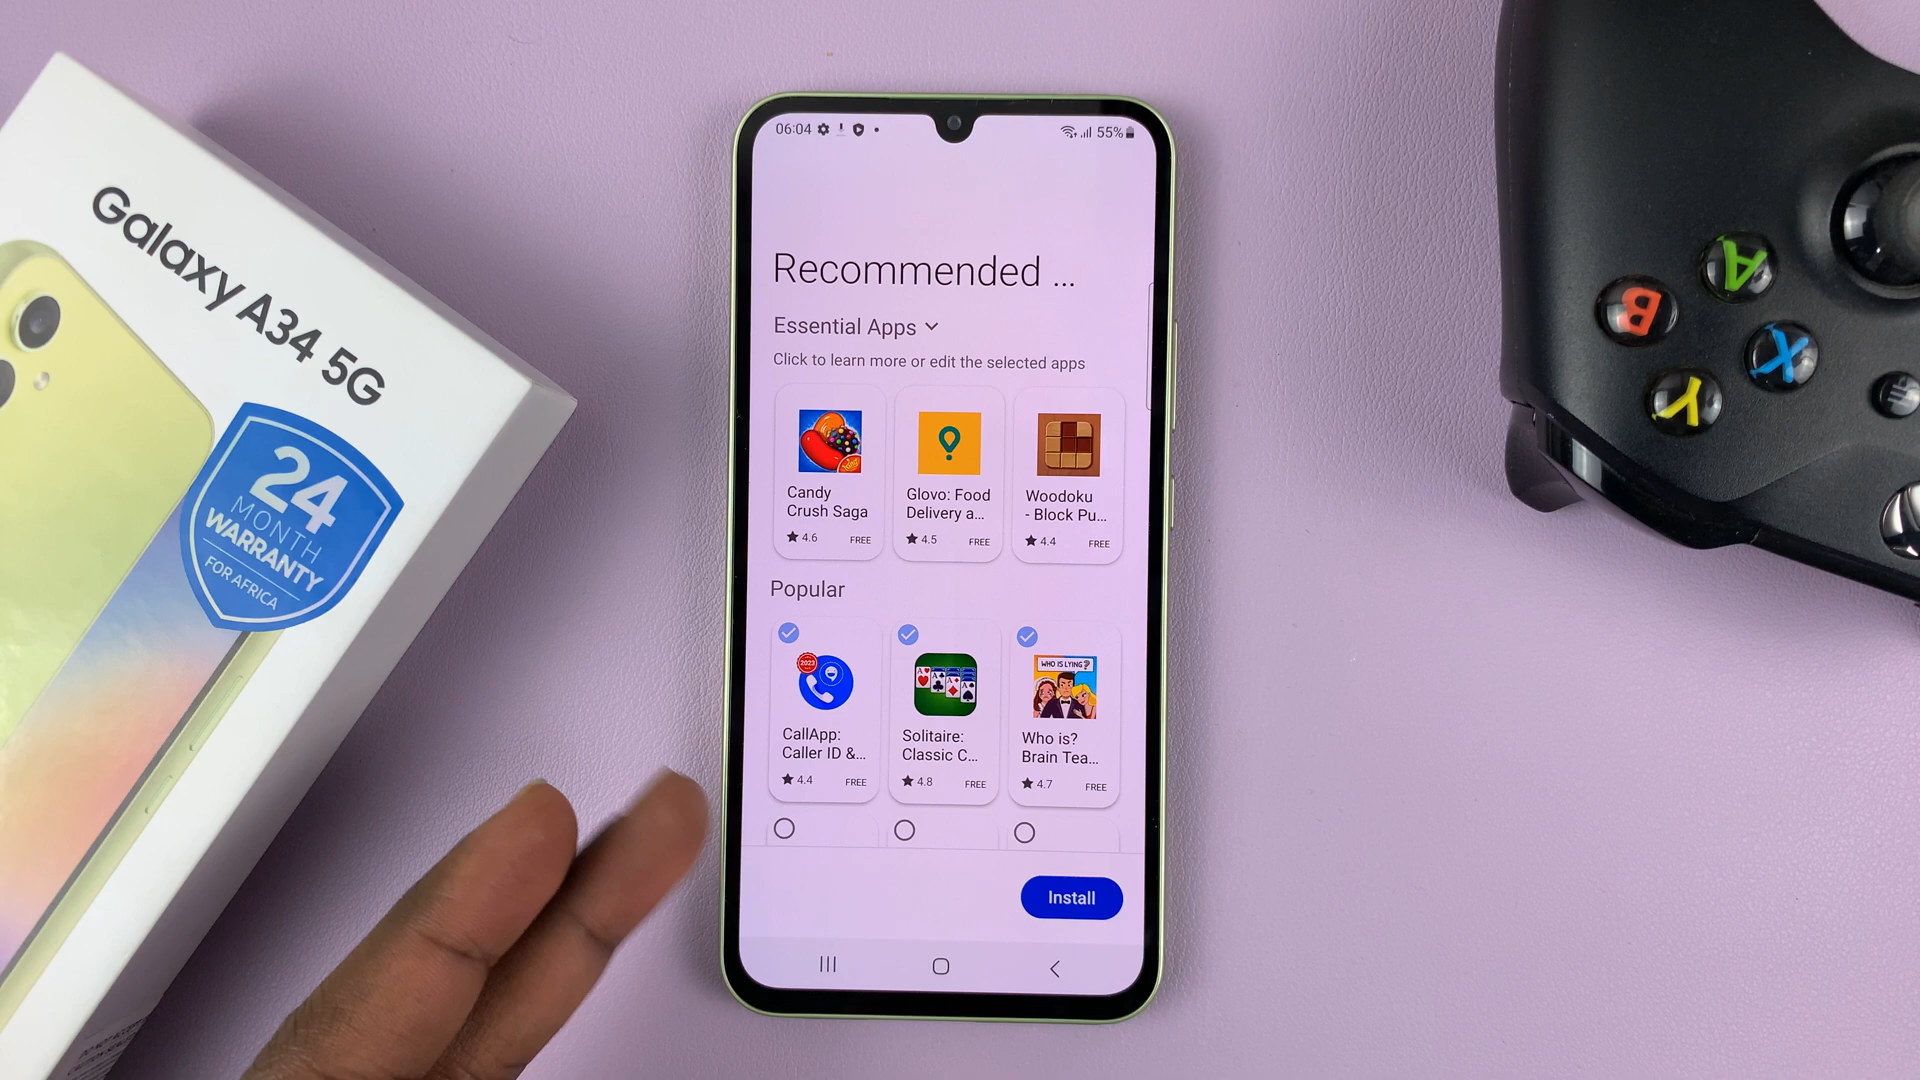 Galaxy A34 5G
24
MONTH
WARRANTY
FOR AFRICA
06:04
55%
Recommended ...
Essential Apps
Click to learn more or edit the selected apps
Candy
Crush Saga
4.6 FREE
Glovo: Food
Delivery a...
4.5 FREE
Woodoku
- Block Pu...
4.4 FREE
Popular
2023
CallApp:
Caller ID &...
4.4 FREE
Solitaire:
Classic C...
4.8 FREE
WHO IS LYING?
Who is?
Brain Tea...
4.7 FREE
Install
A
B
X
Y